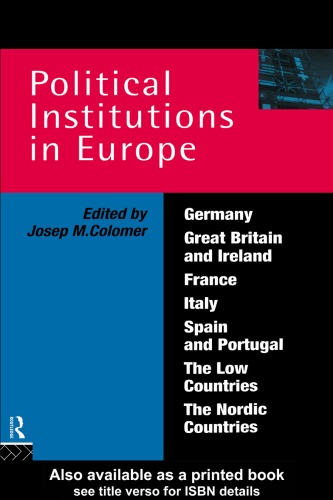 Political
Institutions
in Europe
Edited by
Josep M.Colomer
Germany
Great Britain
and Ireland
France
Italy
Spain
and Portugal
The Low
Countries
The Nordic
Countries
Also available as a printed book
see title verso for ISBN details